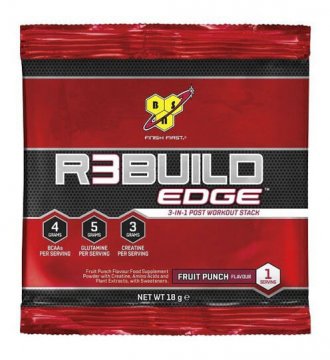 BSN
FINISH FIRST.
R3BUILD
EDGE™
3-IN-1 POST WORKOUT STACK
4 GRAMS
BCAAs PER SERVING
5 GRAMS
GLUTAMINE PER SERVING
3 GRAMS
CREATINE PER SERVING
Fruit Punch Flavour Food Supplement
Powder with Creatine, Amino Acids and
Plant Extracts, with Sweeteners.
FRUIT PUNCH FLAVOUR
1 SERVING
NET WT 18 g ℮